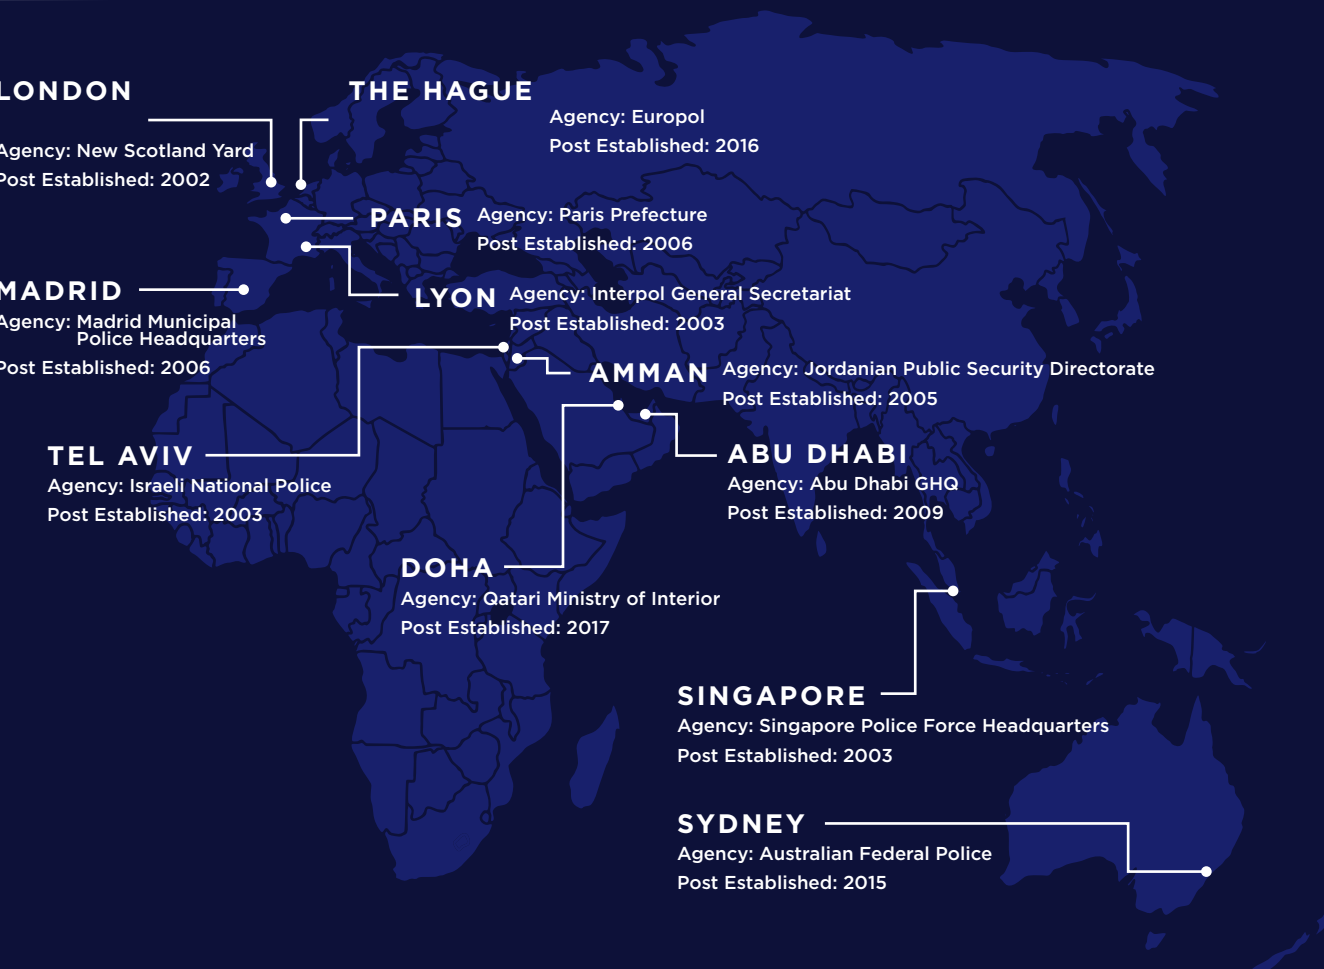 LONDON
Agency: New Scotland Yard
Post Established: 2002
THE HAGUE
Agency: Europol
Post Established: 2016
PARIS
Agency: Paris Prefecture
Post Established: 2006
MADRID
Agency: Madrid Municipal
Police Headquarters
Post Established: 2006
LYON
Agency: Interpol General Secretariat
Post Established: 2003
AMMAN
Agency: Jordanian Public Security Directorate
Post Established: 2005
TEL AVIV
Agency: Israeli National Police
Post Established: 2003
ABU DHABI
Agency: Abu Dhabi GHQ
Post Established: 2009
DOHA
Agency: Qatari Ministry of Interior
Post Established: 2017
SINGAPORE
Agency: Singapore Police Force Headquarters
Post Established: 2003
SYDNEY
Agency: Australian Federal Police
Post Established: 2015